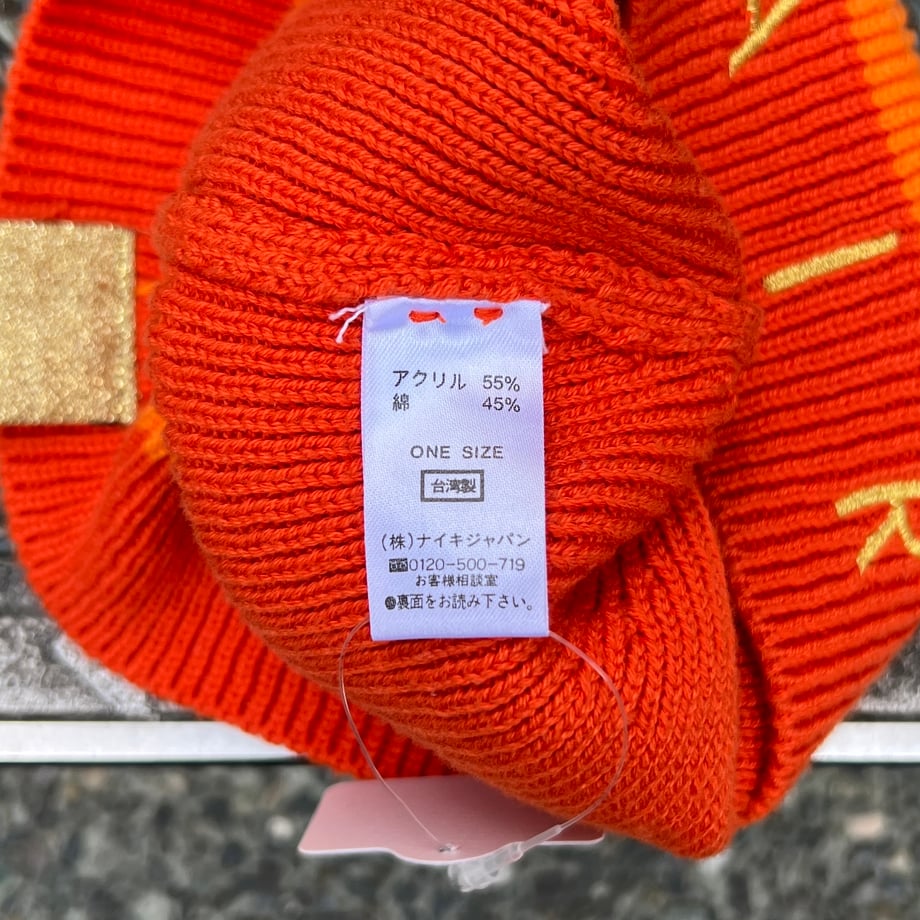 アクリル 55%
綿 45%
ONE SIZE
台湾製
(株)ナイキジャパン
☎0120-500-719
お客様相談室
●裏面をお読み下さい。
K